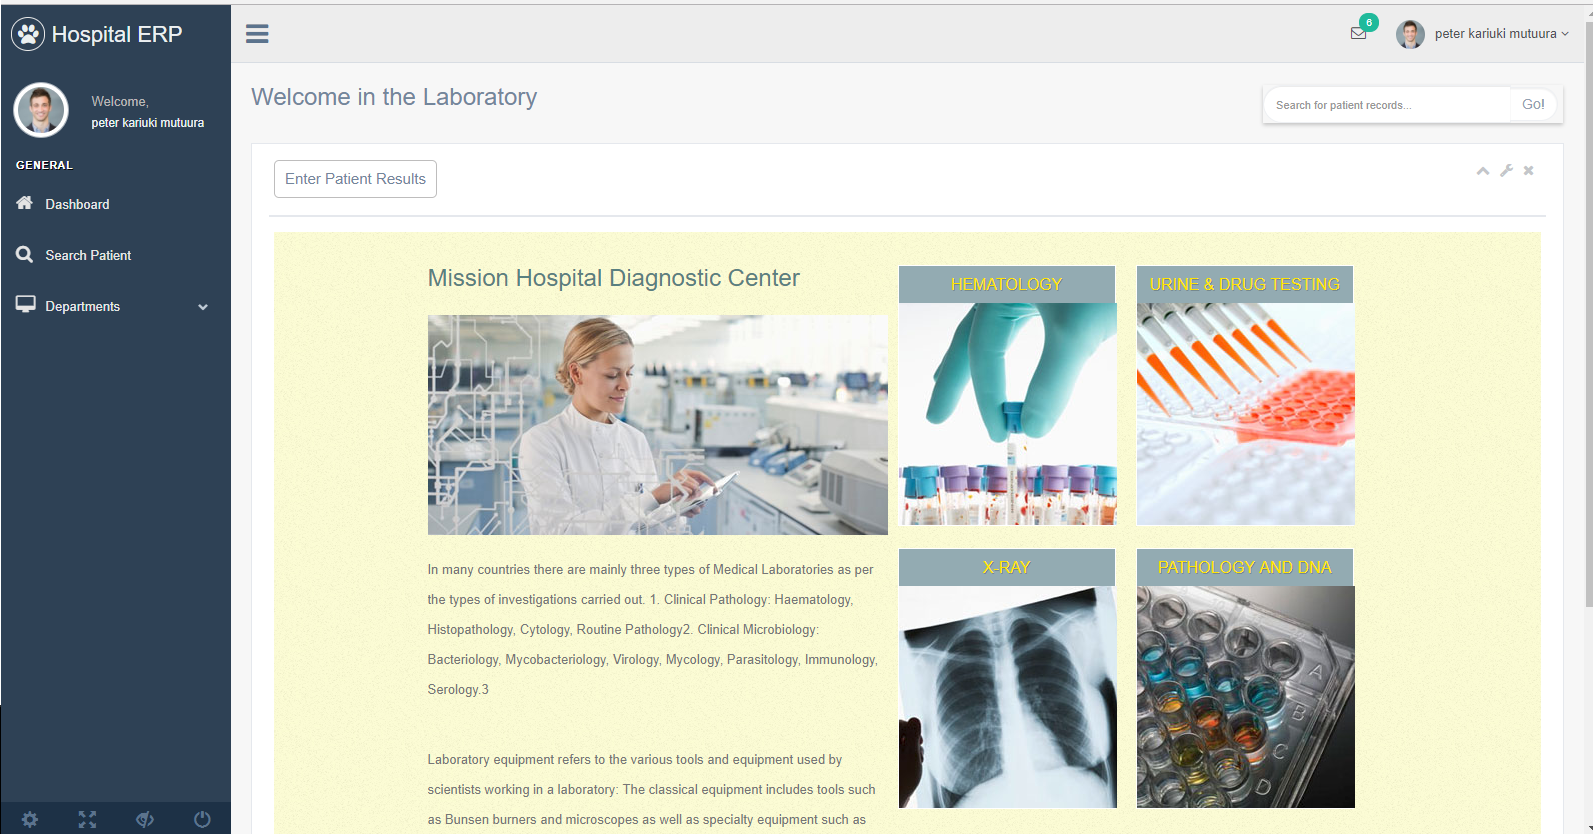 Hospital ERP
6
peter kariuki mutuura
Welcome,
peter kariuki mutuura
GENERAL
Dashboard
Search Patient
Departments
Welcome in the Laboratory
Search for patient records...
Go!
Enter Patient Results
Mission Hospital Diagnostic Center
In many countries there are mainly three types of Medical Laboratories as per
the types of investigations carried out. 1. Clinical Pathology: Haematology,
Histopathology, Cytology, Routine Pathology2. Clinical Microbiology:
Bacteriology, Mycobacteriology, Virology, Mycology, Parasitology, Immunology,
Serology.3
Laboratory equipment refers to the various tools and equipment used by
scientists working in a laboratory: The classical equipment includes tools such
as Bunsen burners and microscopes as well as specialty equipment such as
HEMATOLOGY
URINE & DRUG TESTING
X-RAY
PATHOLOGY AND DNA
A
B
C
D